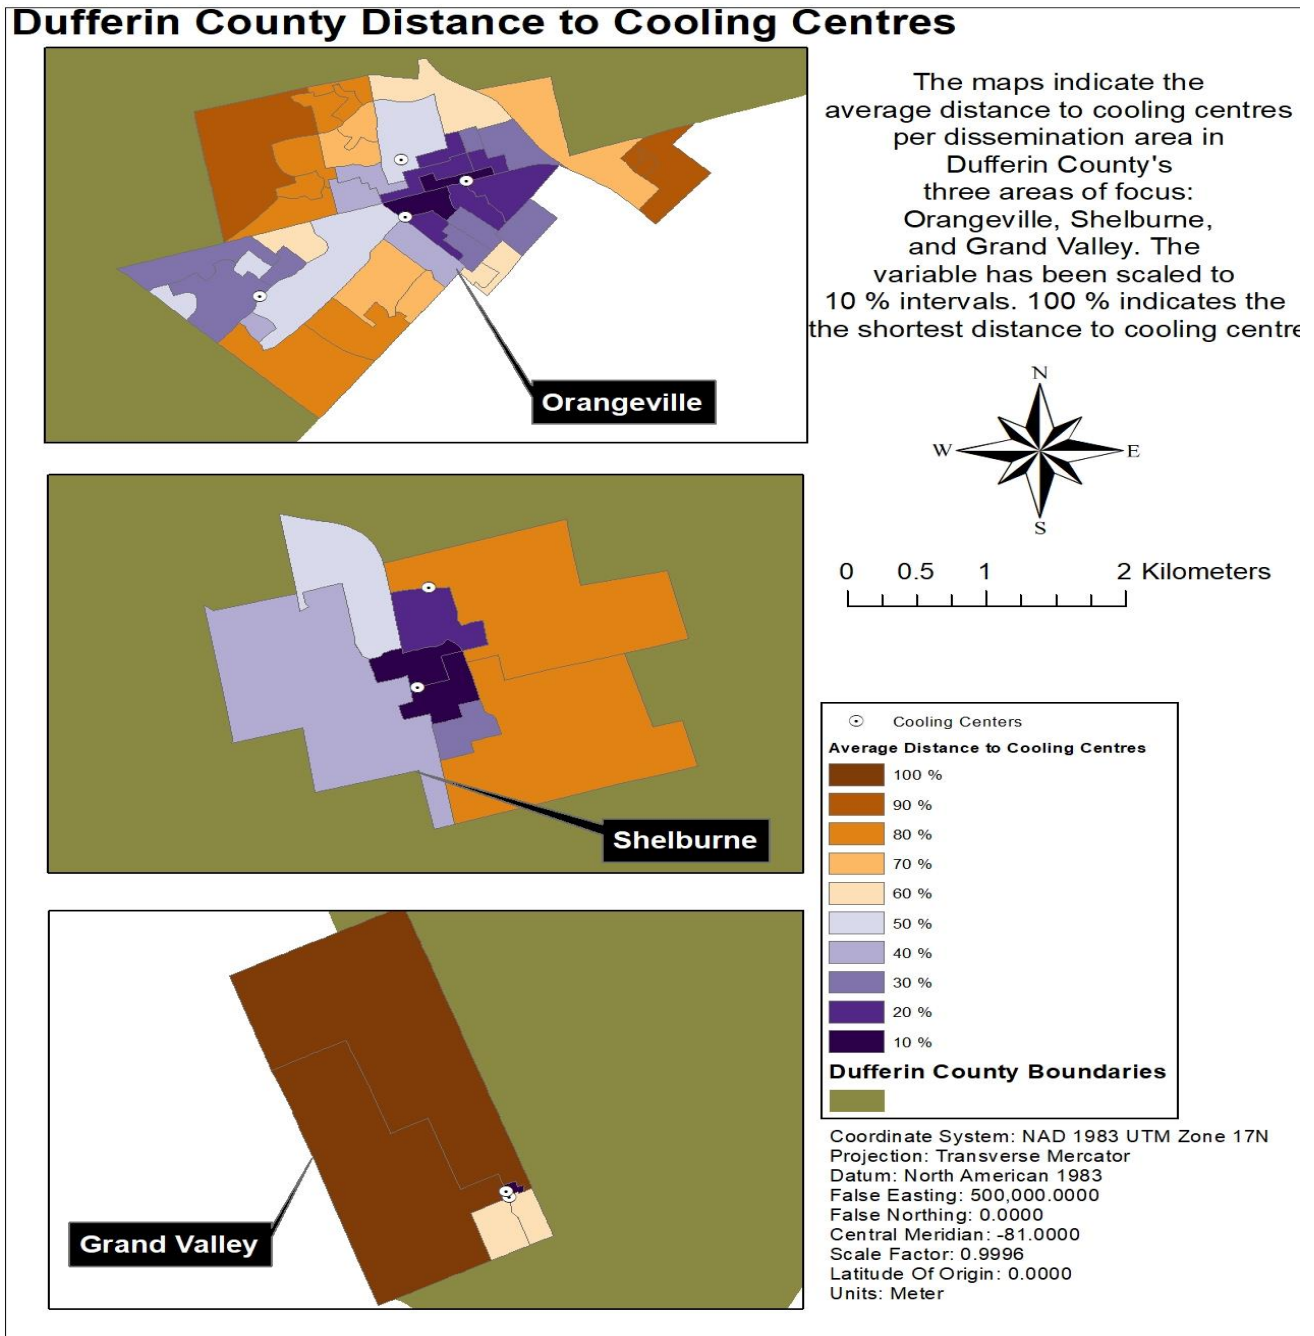 Dufferin County Distance to Cooling Centres
The maps indicate the
average distance to cooling centres
per dissemination area in
Dufferin County's
three areas of focus:
Orangeville, Shelburne,
and Grand Valley. The
variable has been scaled to
10 % intervals. 100 % indicates the
the shortest distance to cooling centre
Orangeville
N
W
E
S
0 0.5 1 2 Kilometers
Shelburne
Cooling Centers
Average Distance to Cooling Centres
100 %
90 %
80 %
70 %
60 %
50 %
40 %
30 %
20 %
10 %
Dufferin County Boundaries
Grand Valley
Coordinate System: NAD 1983 UTM Zone 17N
Projection: Transverse Mercator
Datum: North American 1983
False Easting: 500,000.0000
False Northing: 0.0000
Central Meridian: -81.0000
Scale Factor: 0.9996
Latitude Of Origin: 0.0000
Units: Meter